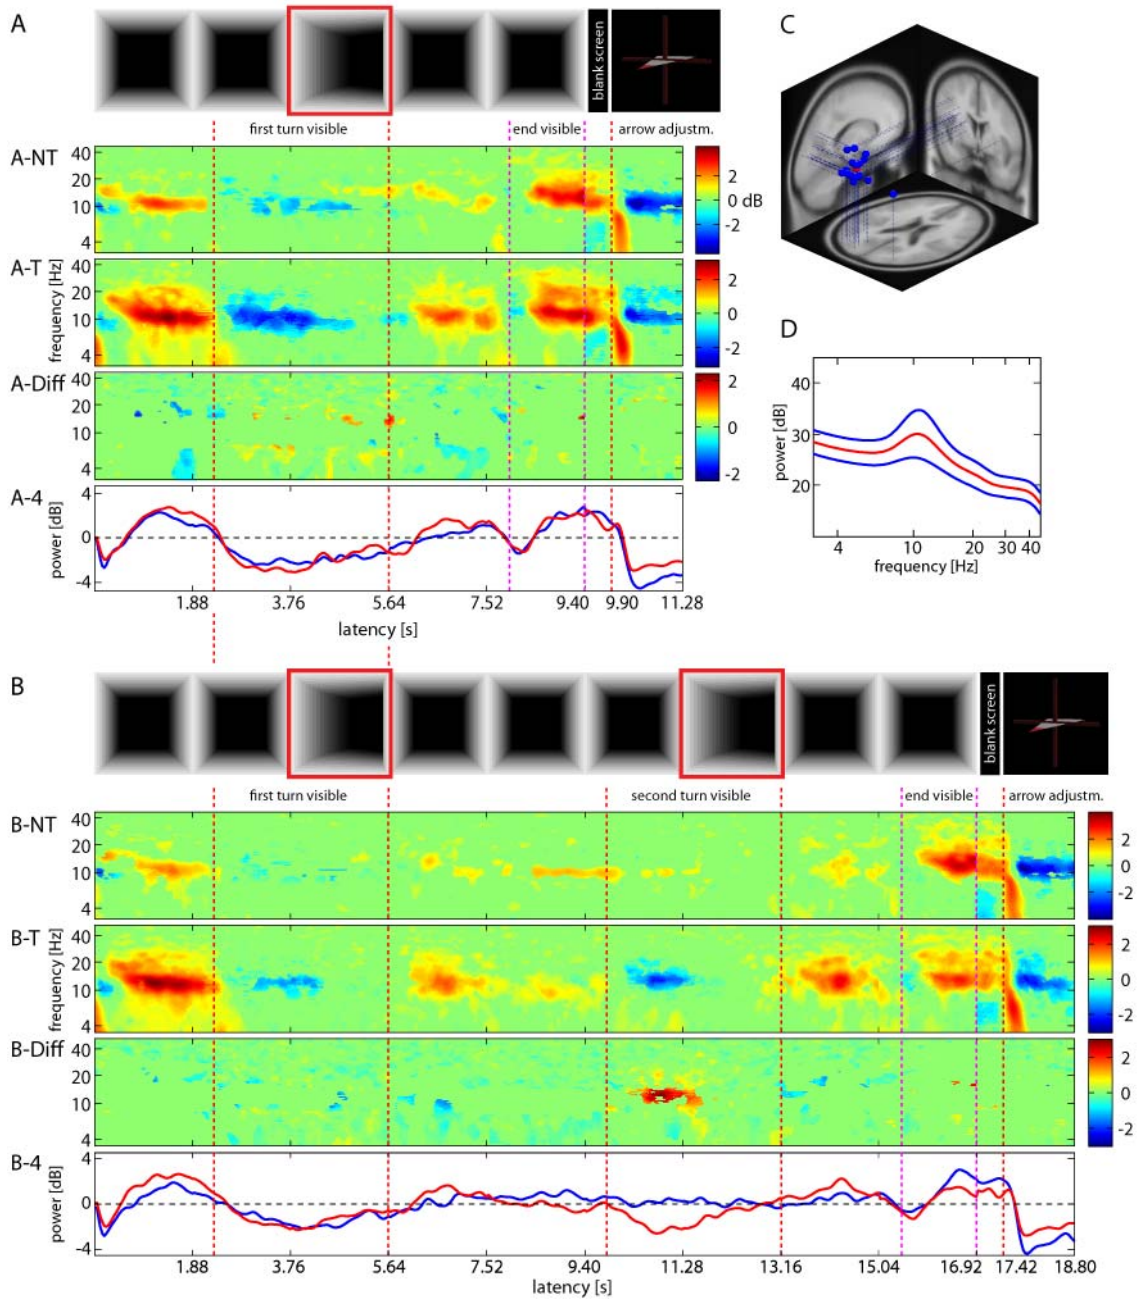 A
blank screen
C
first turn visible
end visible
arrow adjustm.
A-NT
40
20
10
4
2
0 dB
-2
A-T
frequency [Hz]
40
20
10
4
2
0
-2
D
power [dB]
40
30
20
4
10
20
30
40
frequency [Hz]
A-Diff
40
20
10
4
2
0
-2
A-4
power [dB]
4
0
-4
1.88
3.76
5.64
7.52
9.40
9.90
11.28
latency [s]
B
blank screen
first turn visible
second turn visible
end visible
arrow adjustm.
B-NT
40
20
10
4
2
0
-2
B-T
frequency [Hz]
40
20
10
4
2
0
-2
B-Diff
40
20
10
4
2
0
-2
B-4
power [dB]
4
0
-4
1.88
3.76
5.64
7.52
9.40
11.28
13.16
15.04
16.92
17.42
18.80
latency [s]